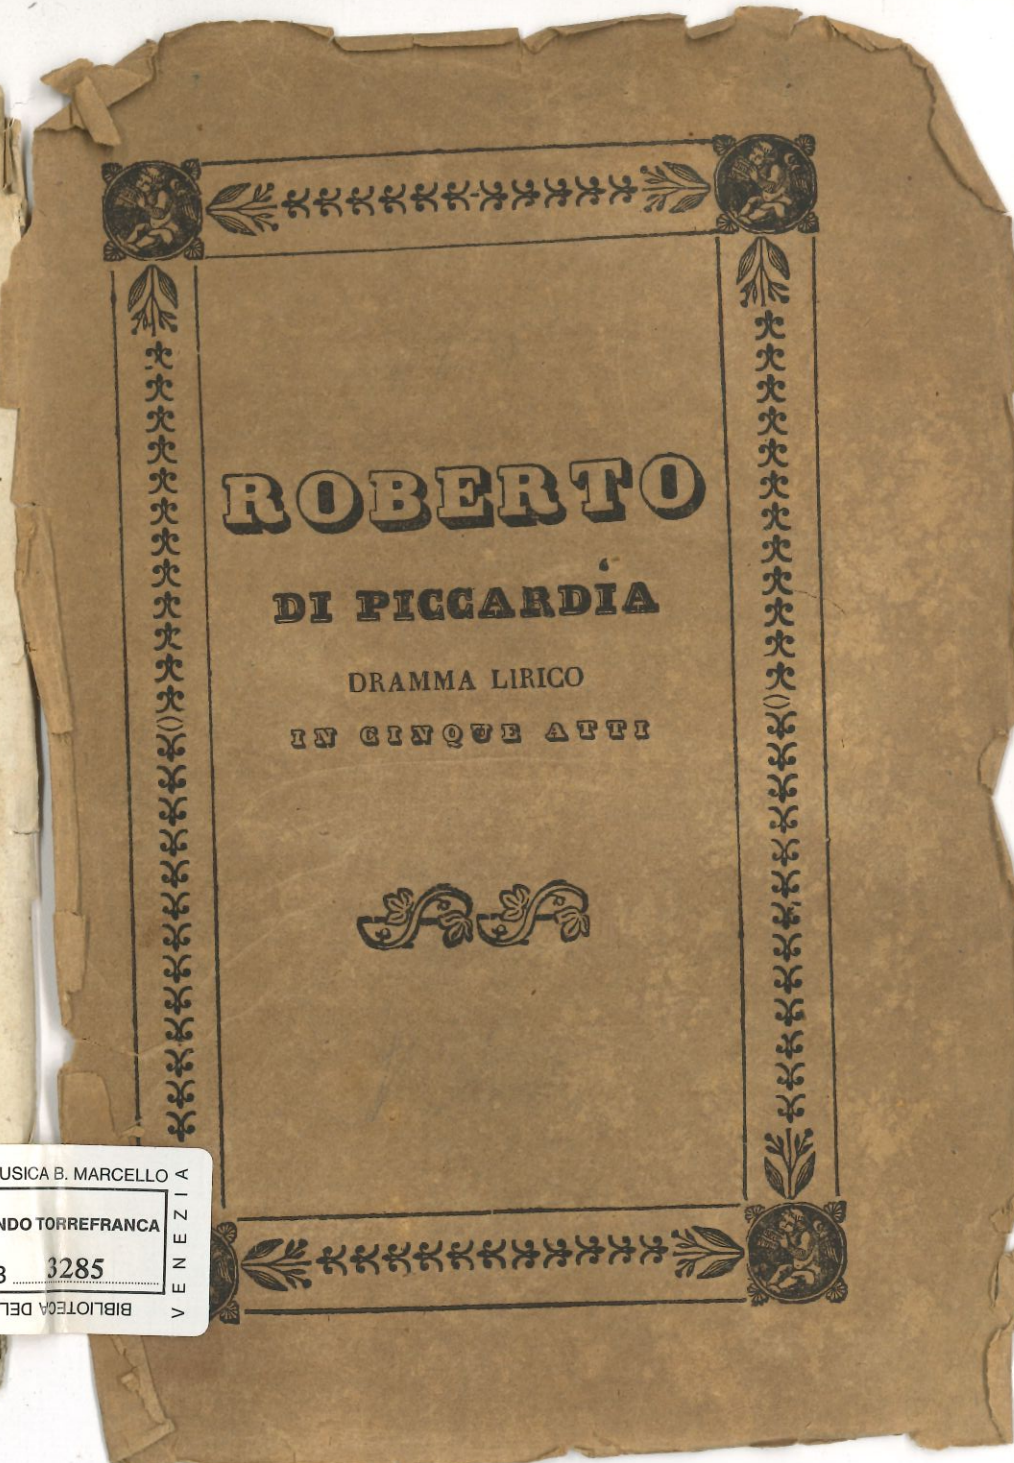 ROBERTO
DI PICCARDIA
DRAMMA LIRICO
IN CINQUE ATTI
USICA B. MARCELLO
VENEZIA
NDO TORREFRANCA
3285
BIBLIOTECA DEL